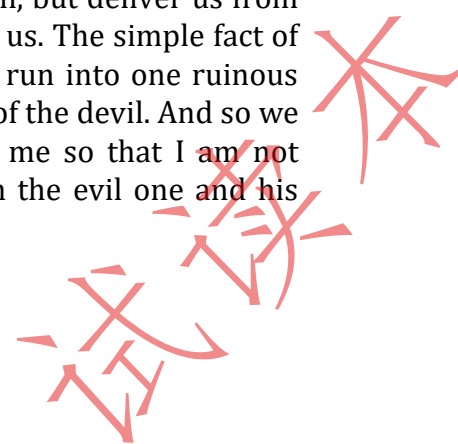 n, but deliver us from
us. The simple fact of
run into one ruinous
of the devil. And so we
me so that I am not
the evil one and his
试读本